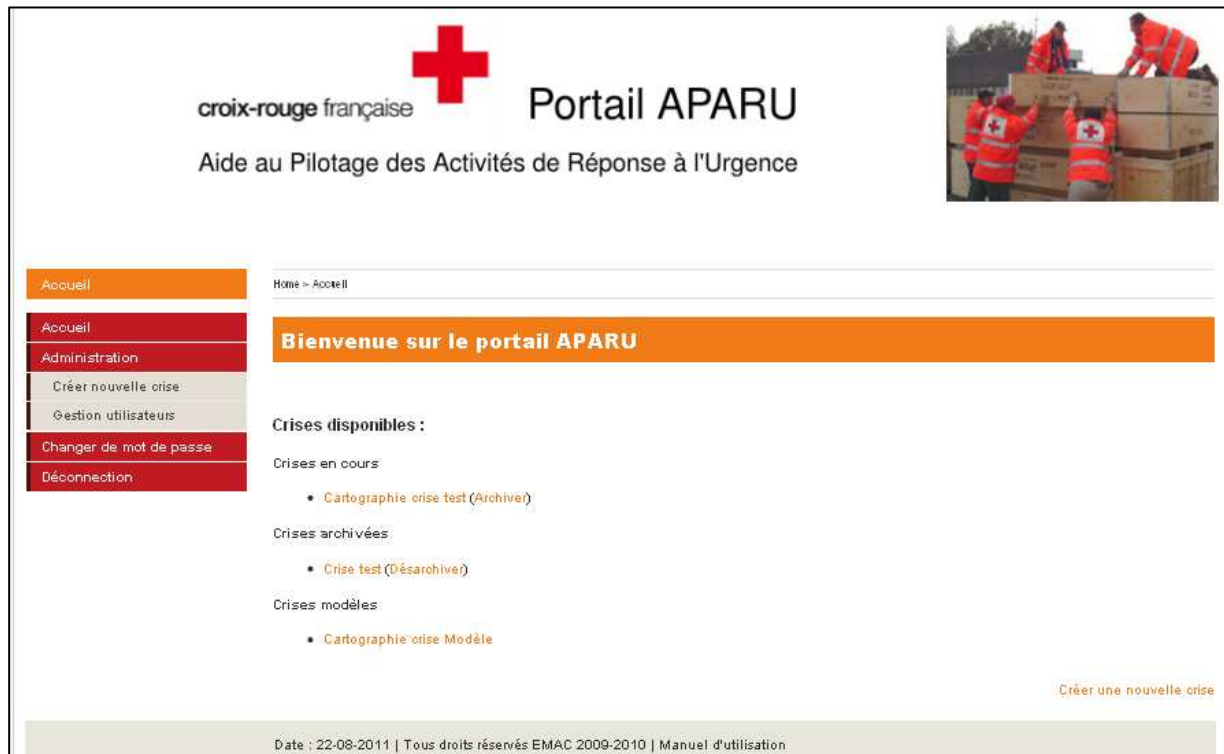 croix-rouge française
Portail APARU
Aide au Pilotage des Activités de Réponse à l'Urgence
Accueil
Home > Accueil
Accueil
Administration
Créer nouvelle crise
Gestion utilisateurs
Changer de mot de passe
Déconnection
Bienvenue sur le portail APARU
Crises disponibles :
Crises en cours
• Cartographie crise test (Archiver)
Crises archivées
• Crise test (Désarchiver)
Crises modèles
• Cartographie crise Modèle
Créer une nouvelle crise
Date : 22-08-2011 | Tous droits réservés EMAC 2009-2010 | Manuel d'utilisation